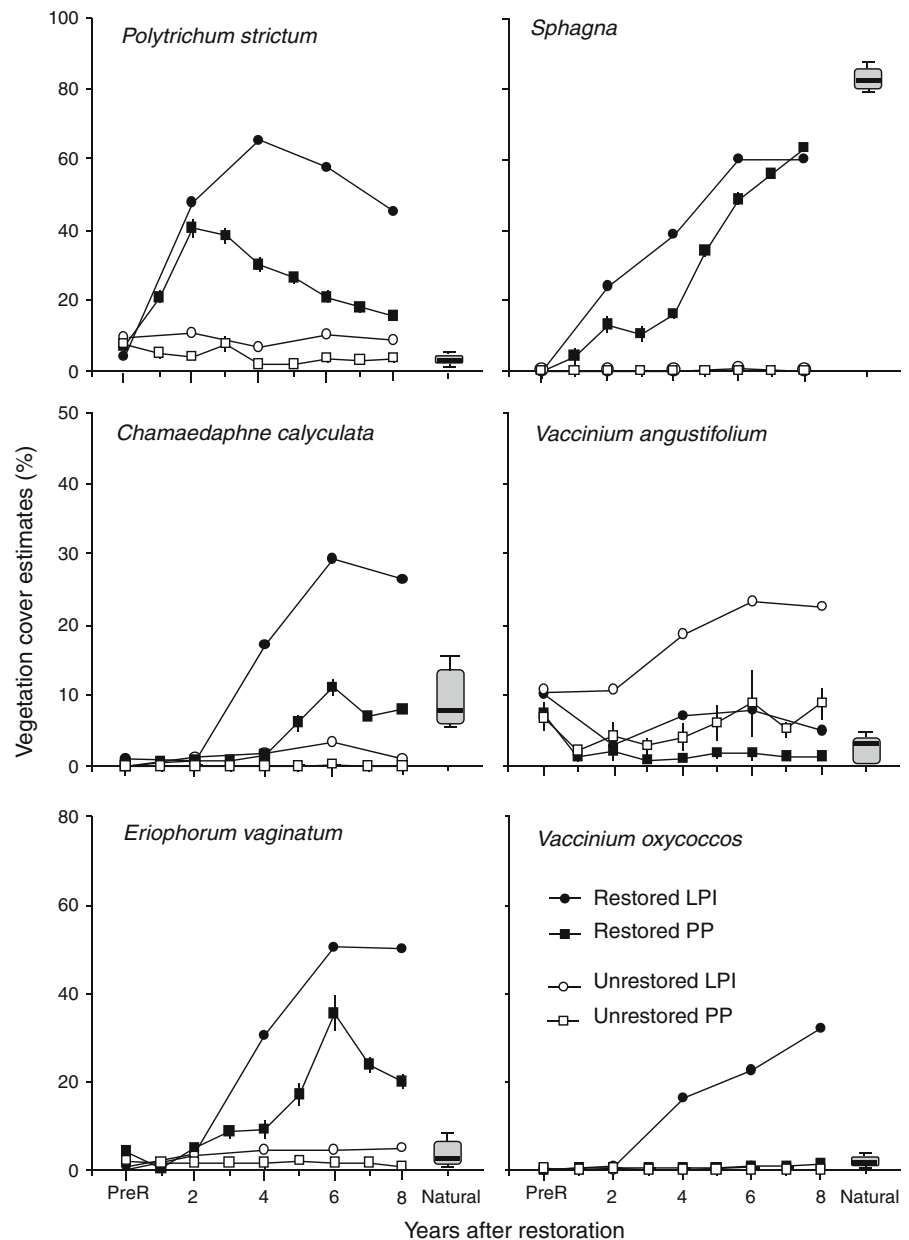 Polytrichum strictum
Sphagna
100
80
60
40
20
0
Chamaedaphne calyculata
Vaccinium angustifolium
50
40
30
20
10
0
Vegetation cover estimates (%)
Eriophorum vaginatum
Vaccinium oxycoccos
80
60
40
20
0
Restored LPI
Restored PP
Unrestored LPI
Unrestored PP
PreR 2 4 6 8 Natural
PreR 2 4 6 8 Natural
Years after restoration